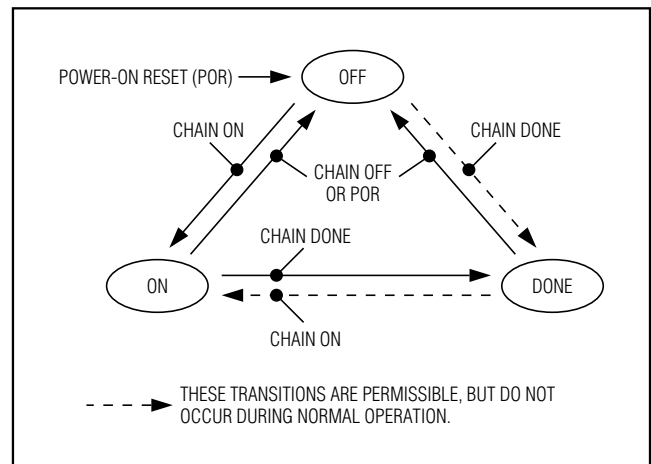 POWER-ON RESET (POR)
OFF
CHAIN ON
CHAIN DONE
CHAIN OFF
OR POR
CHAIN DONE
ON
DONE
CHAIN ON
THESE TRANSITIONS ARE PERMISSIBLE, BUT DO NOT
OCCUR DURING NORMAL OPERATION.